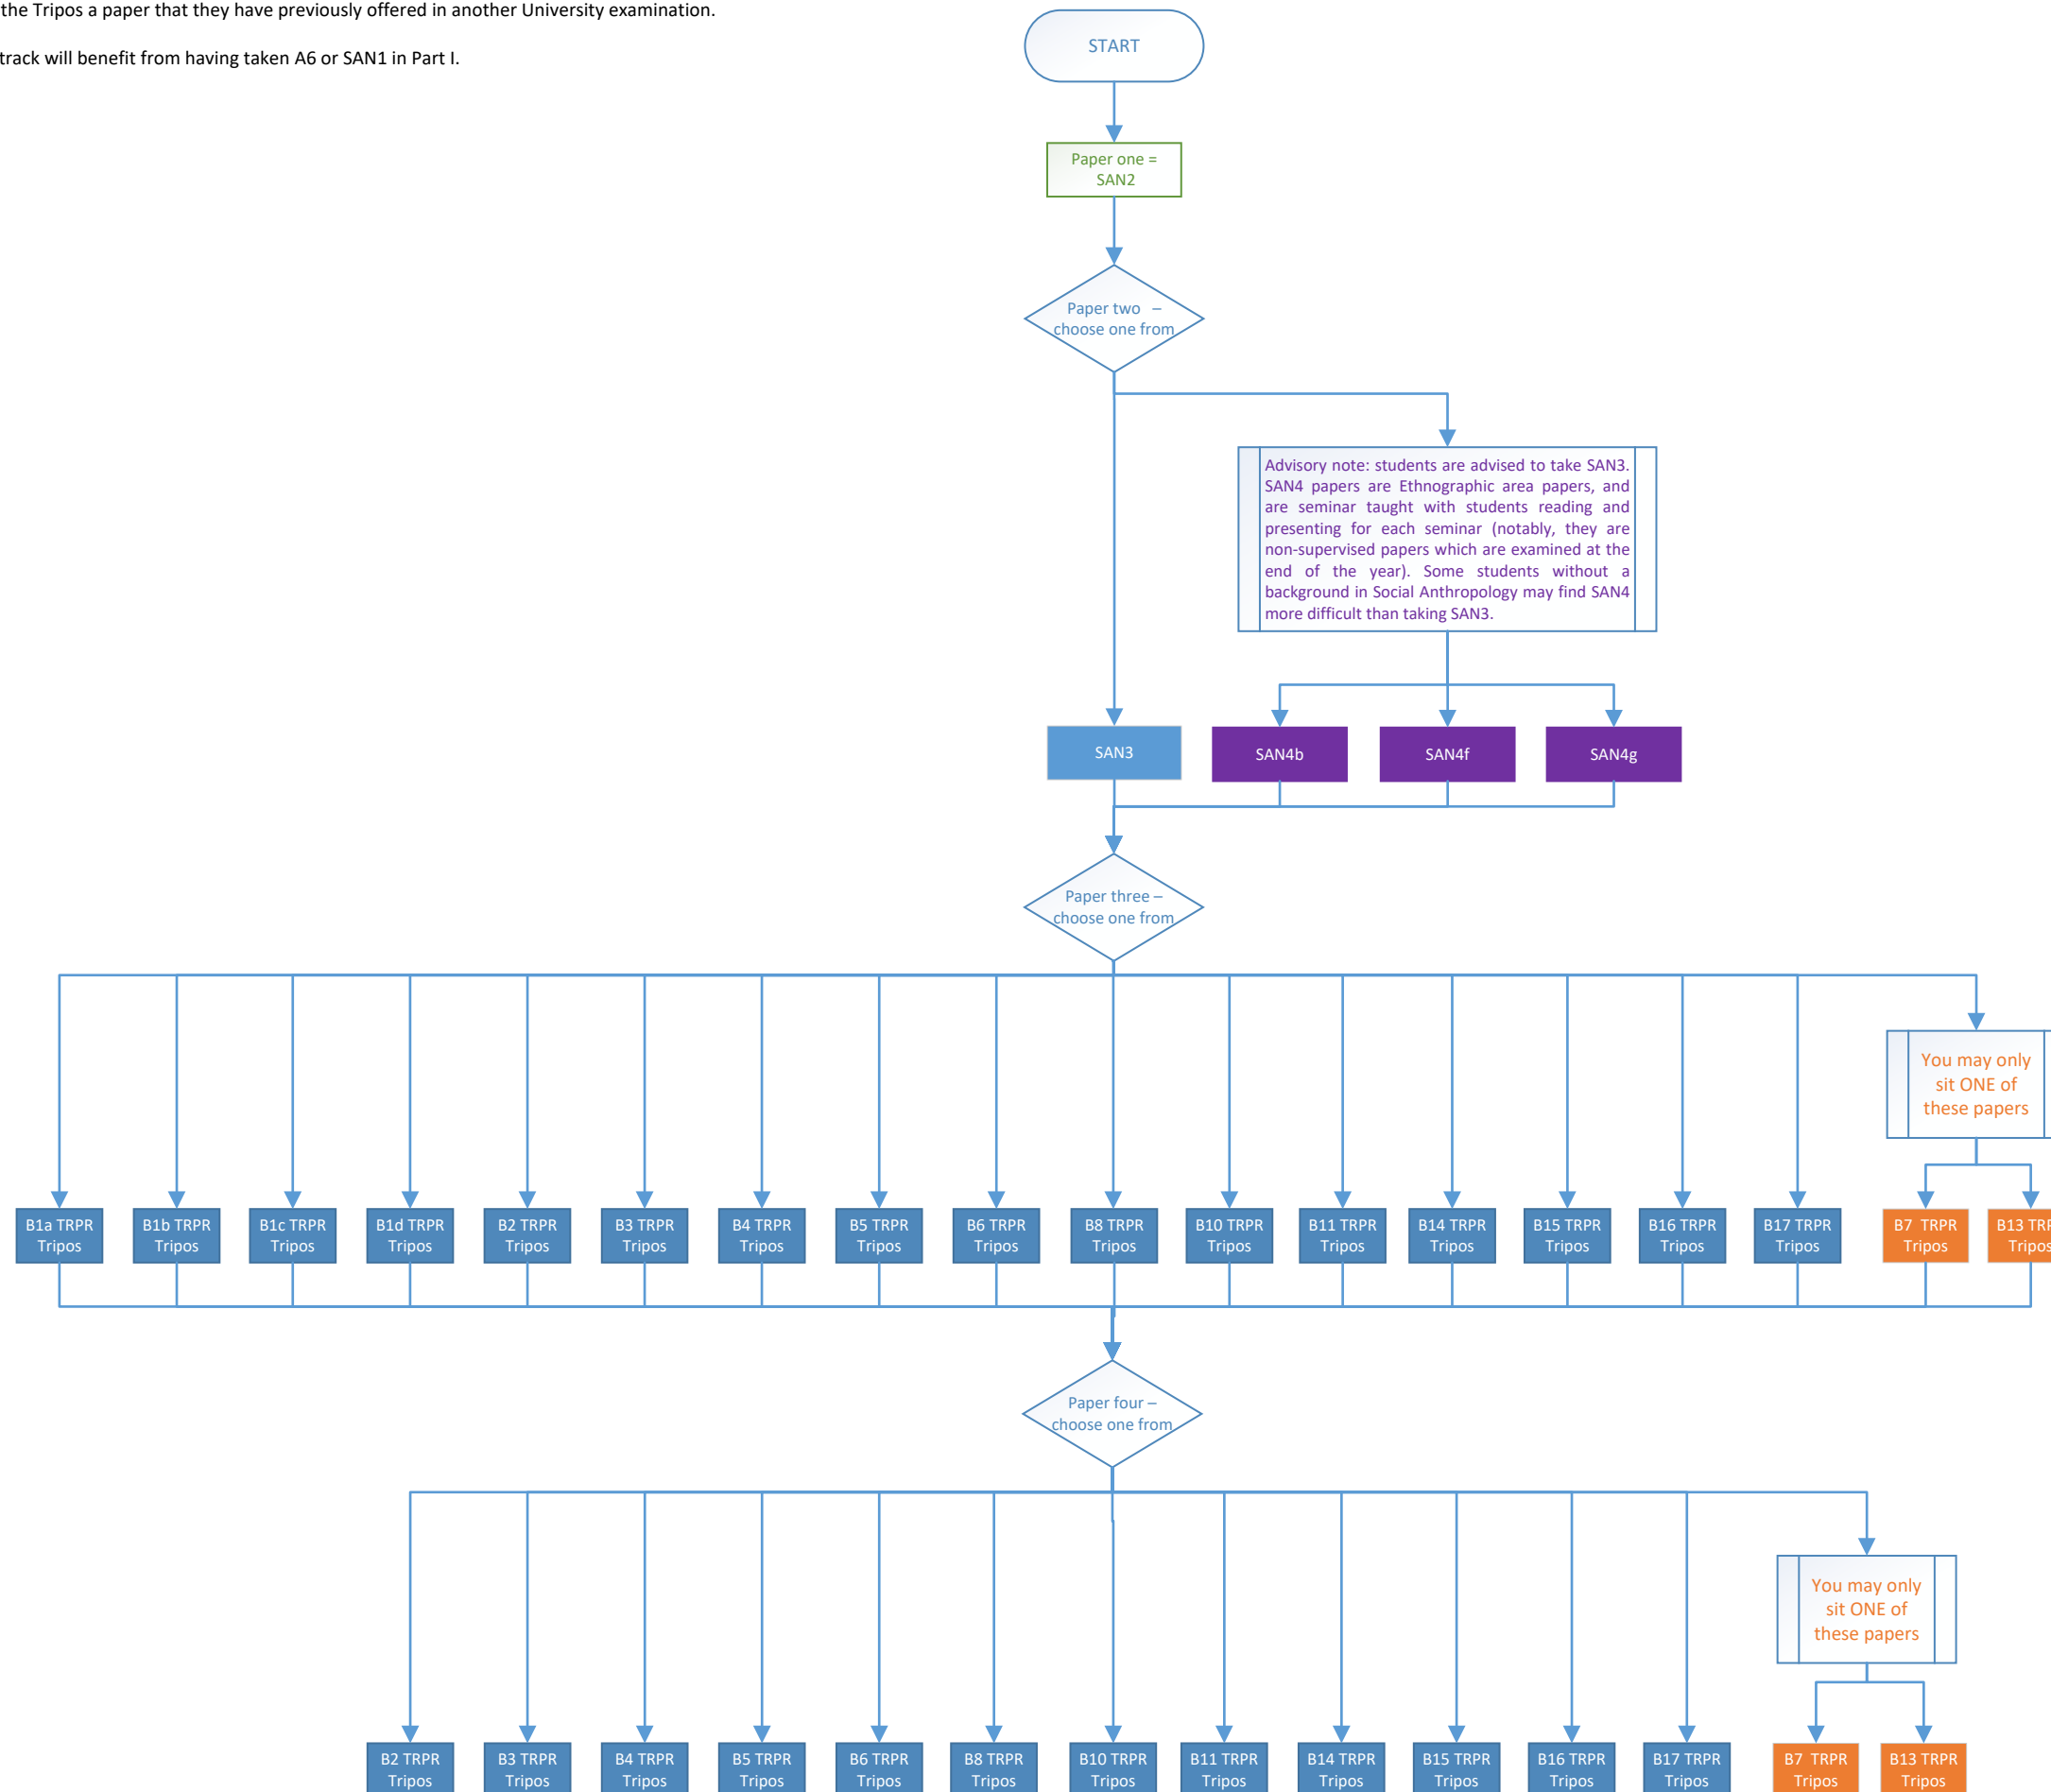 the Tripos a paper that they have previously offered in another University examination.
track will benefit from having taken A6 or SAN1 in Part I.
START
Paper one =
SAN2
Paper two –
choose one from
Advisory note: students are advised to take SAN3.
SAN4 papers are Ethnographic area papers, and
are seminar taught with students reading and
presenting for each seminar (notably, they are
non-supervised papers which are examined at the
end of the year). Some students without a
background in Social Anthropology may find SAN4
more difficult than taking SAN3.
SAN3
SAN4b
SAN4f
SAN4g
Paper three –
choose one from
You may only
sit ONE of
these papers
B1a TRPR
Tripos
B1b TRPR
Tripos
B1c TRPR
Tripos
B1d TRPR
Tripos
B2 TRPR
Tripos
B3 TRPR
Tripos
B4 TRPR
Tripos
B5 TRPR
Tripos
B6 TRPR
Tripos
B8 TRPR
Tripos
B10 TRPR
Tripos
B11 TRPR
Tripos
B14 TRPR
Tripos
B15 TRPR
Tripos
B16 TRPR
Tripos
B17 TRPR
Tripos
B7 TRPR
Tripos
B13 TRP
Tripos
Paper four –
choose one from
You may only
sit ONE of
these papers
B2 TRPR
Tripos
B3 TRPR
Tripos
B4 TRPR
Tripos
B5 TRPR
Tripos
B6 TRPR
Tripos
B8 TRPR
Tripos
B10 TRPR
Tripos
B11 TRPR
Tripos
B14 TRPR
Tripos
B15 TRPR
Tripos
B16 TRPR
Tripos
B17 TRPR
Tripos
B7 TRPR
Tripos
B13 TRPR
Tripos